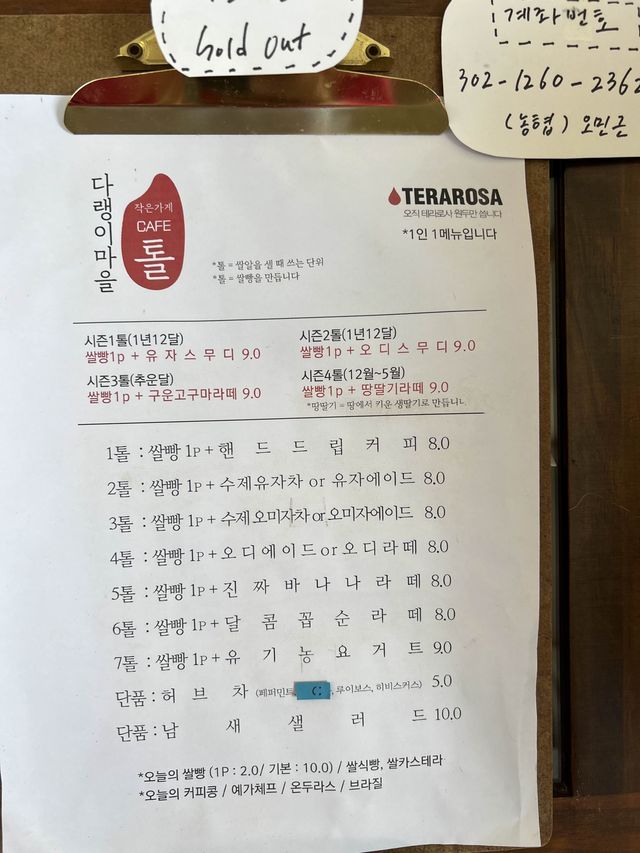 Sold out
계좌번호
302-1260-2362
(농협) 오민근
다랭이마을
작은가게
CAFE
톨
TERAROSA
오직 테라로사 원두만 씁니다
*1인 1메뉴입니다
*톨 = 쌀알을 셀 때 쓰는 단위
*톨 = 쌀빵을 만듭니다
시즌1톨(1년12달)
쌀빵1p + 유 자 스 무 디 9.0
시즌2톨(1년12달)
쌀빵1p + 오 디 스 무 디 9.0
시즌3톨(추운달)
쌀빵1p + 구운고구마라떼 9.0
시즌4톨(12월~5월)
쌀빵1p + 땅딸기라떼 9.0
*땅딸기 = 땅에서 키운 생딸기로 만듭니다.
1톨 : 쌀빵 1P + 핸 드 드 립 커 피 8.0
2톨 : 쌀빵 1P + 수제유자차 or 유자에이드 8.0
3톨 : 쌀빵 1P + 수제오미자차 or 오미자에이드 8.0
4톨 : 쌀빵 1P + 오디에이드 or 오디라떼 8.0
5톨 : 쌀빵 1P + 진 짜 바 나 나 라 떼 8.0
6톨 : 쌀빵 1P + 달 콤 꼽 순 라 떼 8.0
7톨 : 쌀빵 1P + 유 기 농 요 거 트 9.0
단품 : 허 브 차 (페퍼민트, 루이보스, 히비스커스) 5.0
단품 : 남 새 샐 러 드 10.0
*오늘의 쌀빵 (1P : 2.0/ 기본 : 10.0) / 쌀식빵, 쌀카스테라
*오늘의 커피콩 / 예가체프 / 온두라스 / 브라질